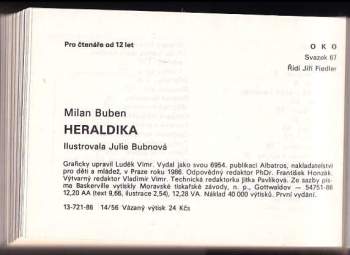 Pro čtenáře od 12 let
O K O
Svazek 67
Řídí Jiří Fiedler
Milan Buben
HERALDIKA
Ilustrovala Julie Bubnová
Graficky upravil Luděk Vimr. Vydal jako svou 6954. publikaci Albatros, nakladatelství
pro děti a mládež, v Praze roku 1986. Odpovědný redaktor PhDr. František Honzák.
Výtvarný redaktor Vladimír Vimr. Technická redaktorka Jitka Pavlíková. Ze sazby pís-
ma Baskerville vytiskly Moravské tiskařské závody, n. p., Gottwaldov — 54751-86
12,20 AA (text 9,66, ilustrace 2,54), 12,28 VA. Náklad 40 000 výtisků. První vydání.
13-721-86 14/56 Vázaný výtisk 24 Kčs